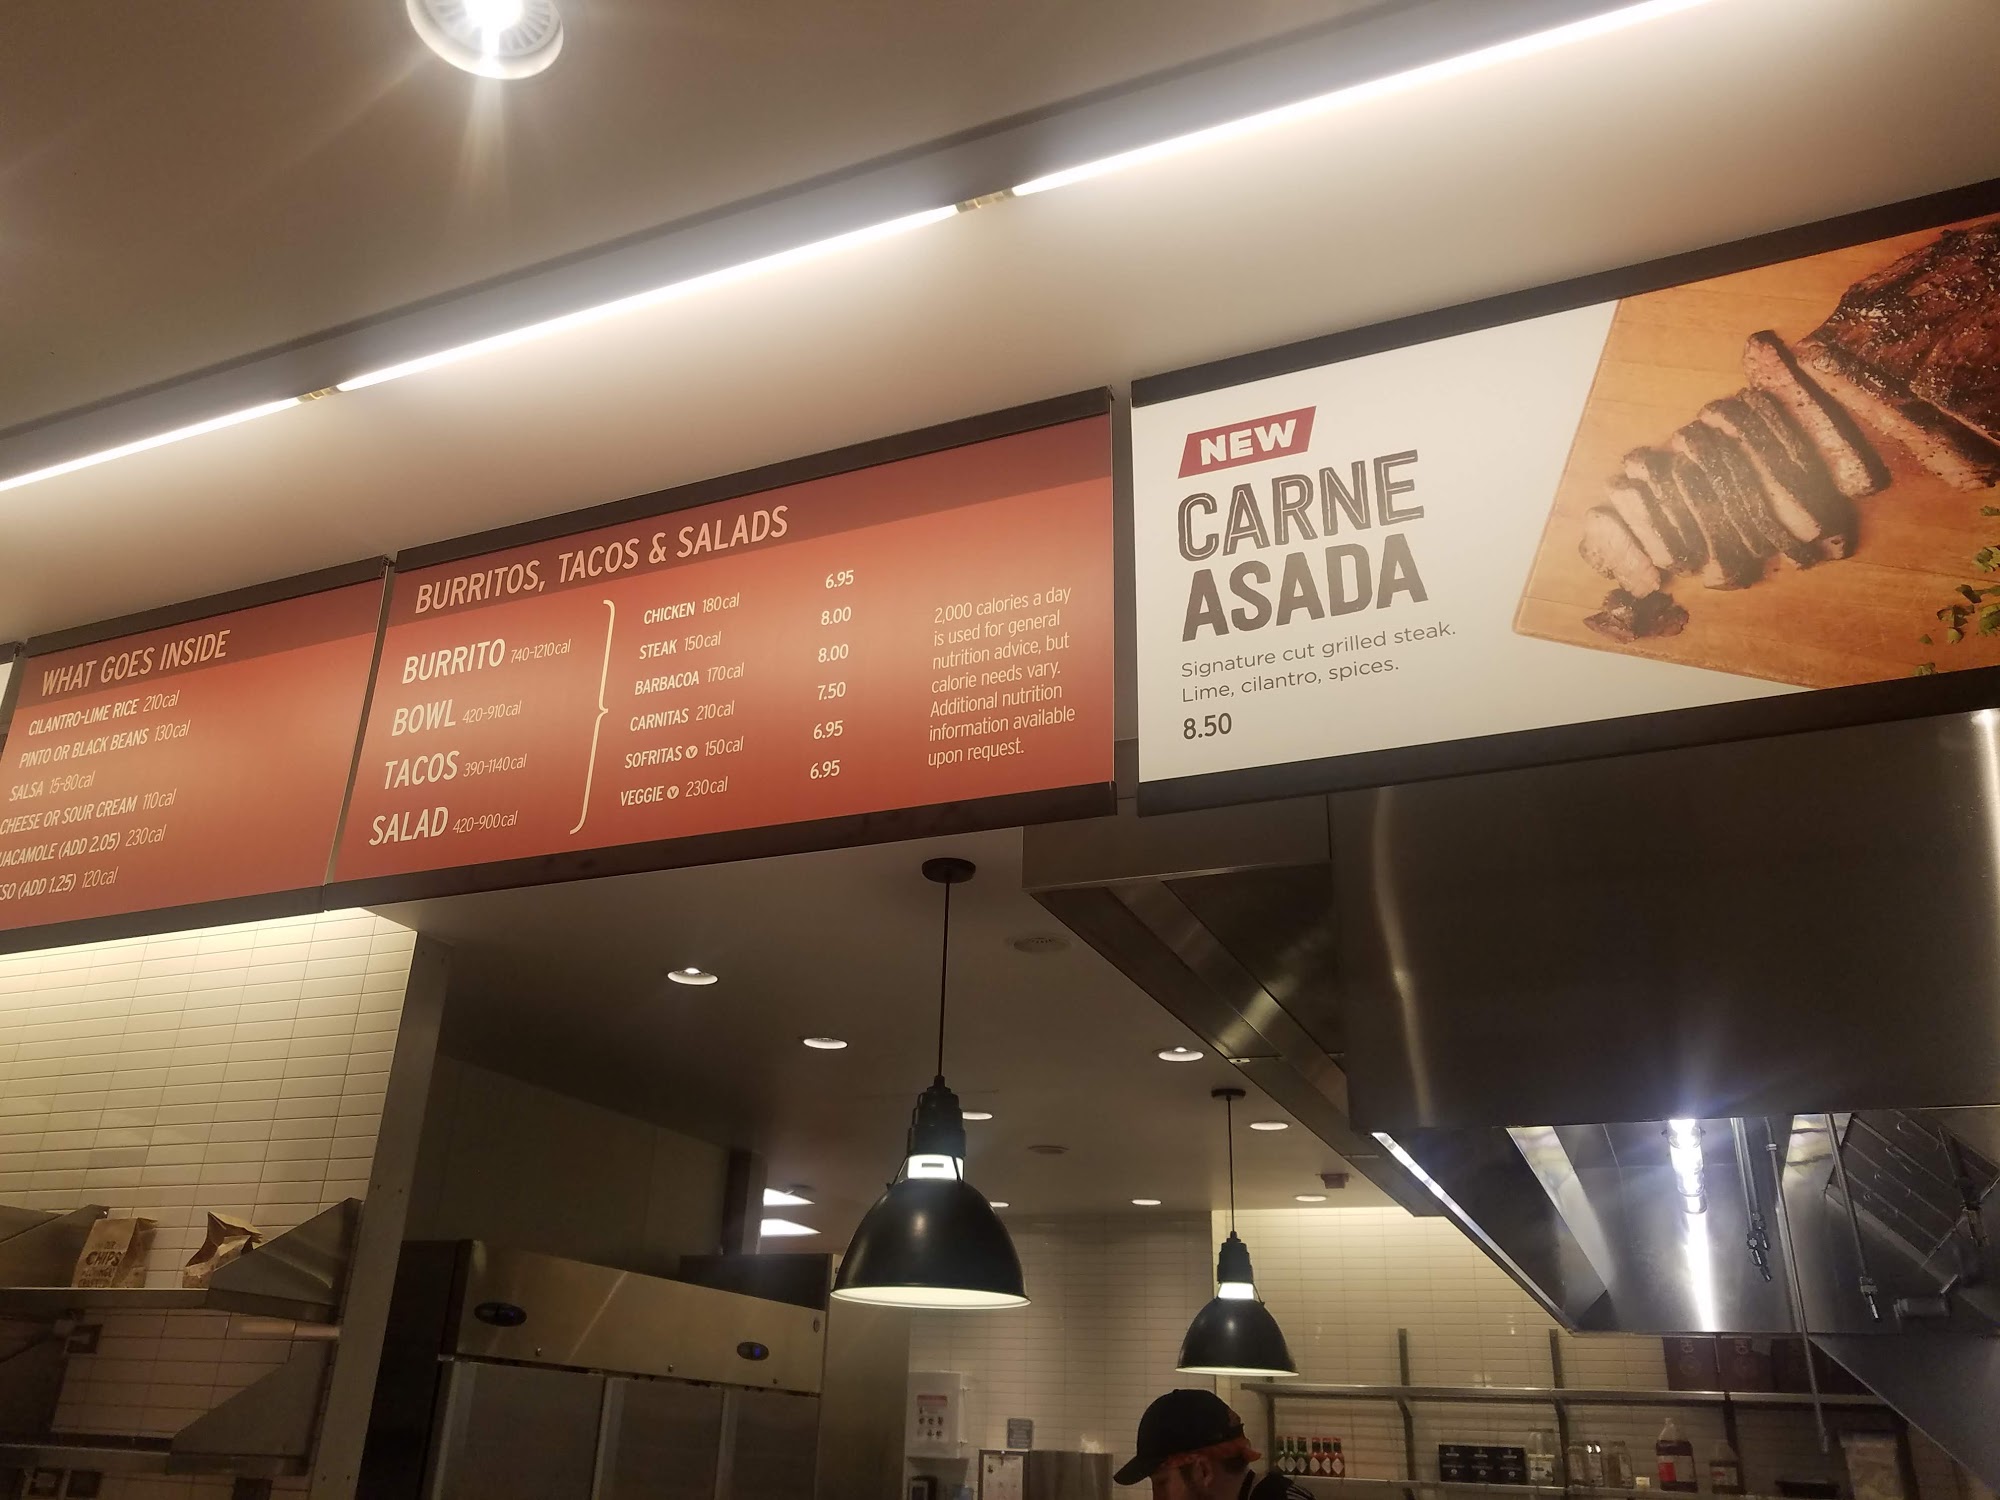 WHAT GOES INSIDE
CILANTRO-LIME RICE 210cal
PINTO OR BLACK BEANS 130cal
SALSA 15-80cal
CHEESE OR SOUR CREAM 110cal
(ADD 2.05) 230cal
(ADD 1.25) 120cal
BURRITOS, TACOS & SALADS
BURRITO 740-1210cal
BOWL 420-910cal
TACOS 390-1140cal
SALAD 420-900cal
CHICKEN 180cal 6.95
STEAK 150cal 8.00
BARBACOA 170cal 8.00
CARNITAS 210cal 7.50
SOFRITAS V 150cal 6.95
VEGGIE V 230cal 6.95
2,000 calories a day
is used for general
nutrition advice, but
calorie needs vary.
Additional nutrition
information available
upon request.
NEW
CARNE
ASADA
Signature cut grilled steak.
Lime, cilantro, spices.
8.50
CHIPS